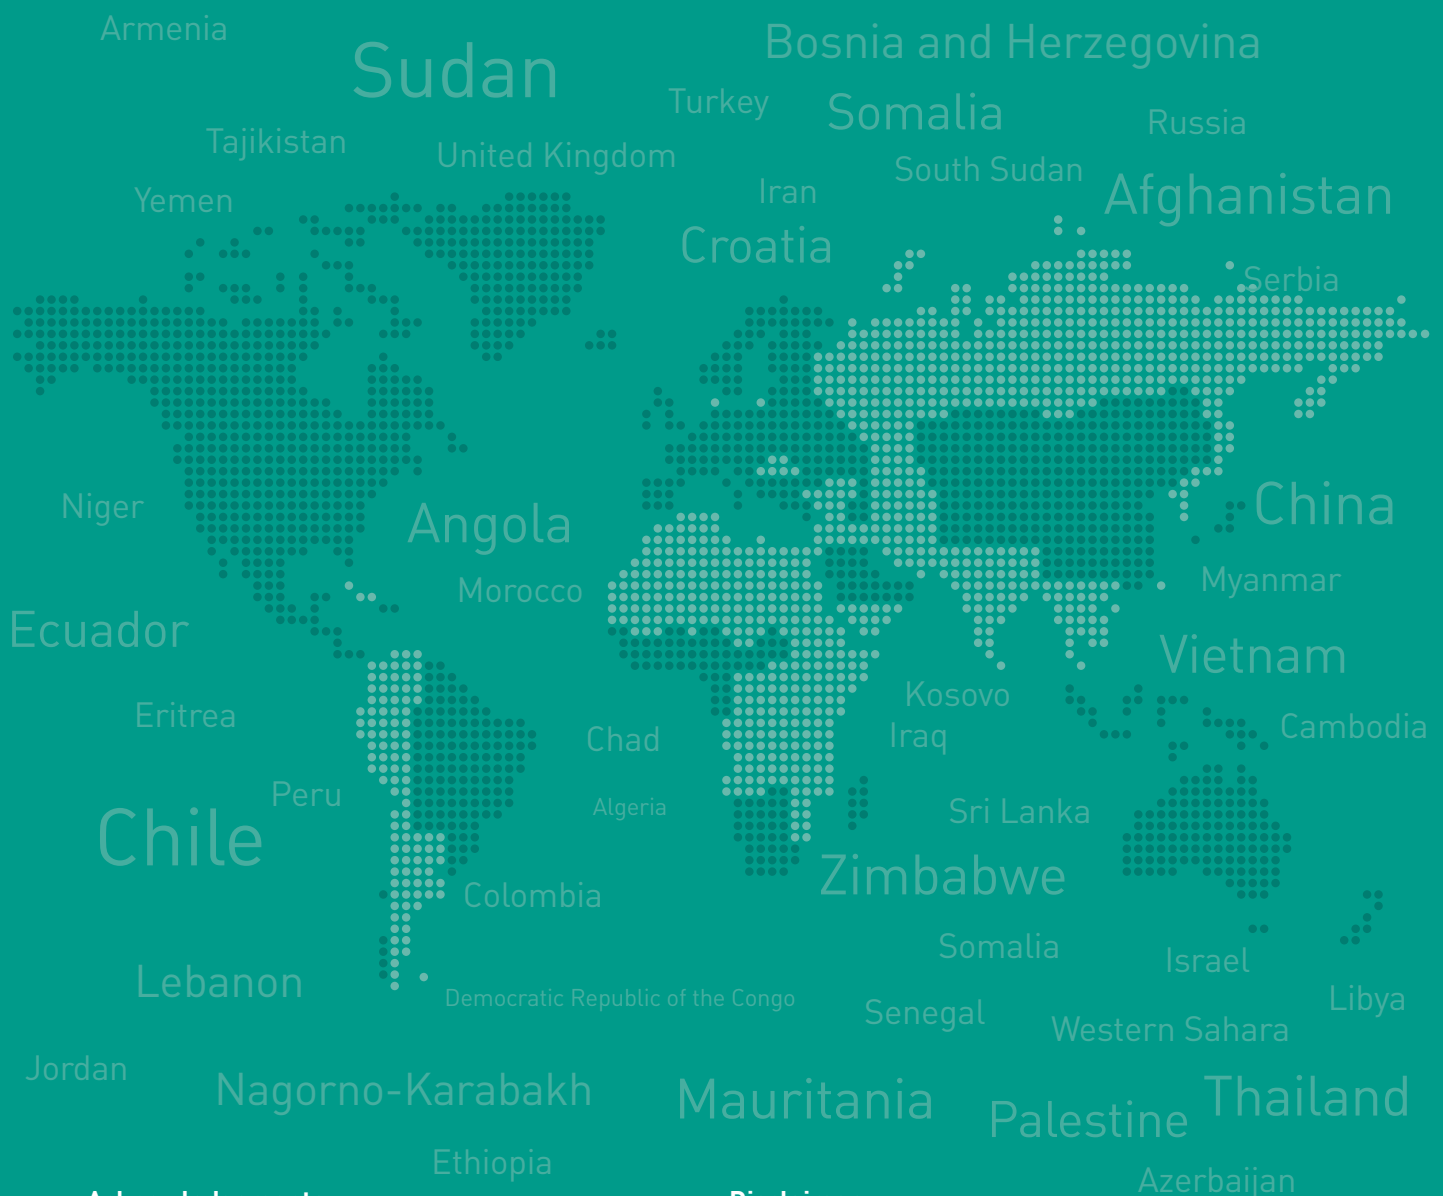 Armenia
Bosnia and Herzegovina
Sudan
Turkey
Somalia
Russia
Tajikistan
United Kingdom
South Sudan
Yemen
Iran
Afghanistan
Croatia
Serbia
Niger
Angola
China
Morocco
Myanmar
Ecuador
Vietnam
Kosovo
Eritrea
Cambodia
Chad
Iraq
Peru
Algeria
Sri Lanka
Chile
Zimbabwe
Colombia
Somalia
Israel
Lebanon
Democratic Republic of the Congo
Libya
Senegal
Western Sahara
Jordan
Nagorno-Karabakh
Mauritania
Thailand
Palestine
Ethiopia
Azerbaijan